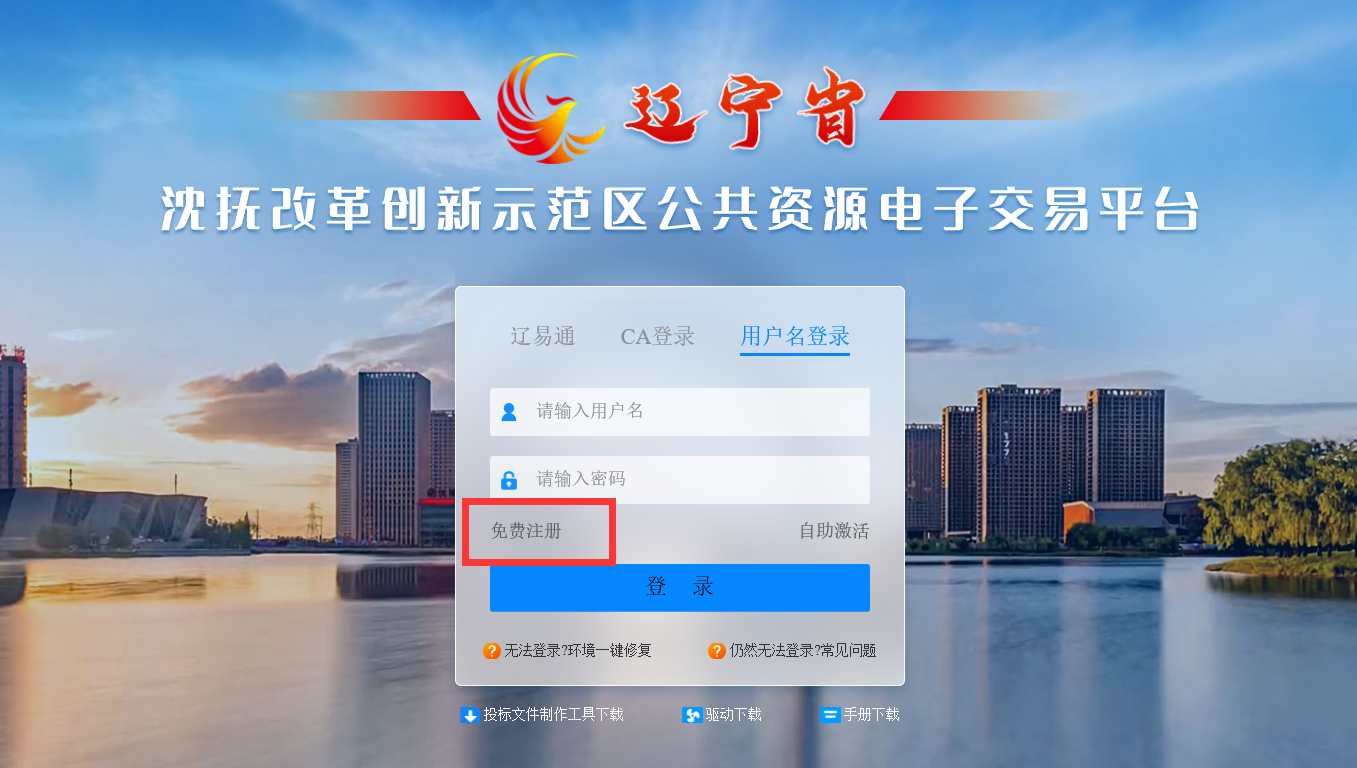 辽宁省
沈抚改革创新示范区公共资源电子交易平台
辽易通 CA登录 用户名登录
请输入用户名
请输入密码
免费注册 自助激活
登 录
无法登录?环境一键修复 仍然无法登录?常见问题
投标文件制作工具下载 驱动下载 手册下载